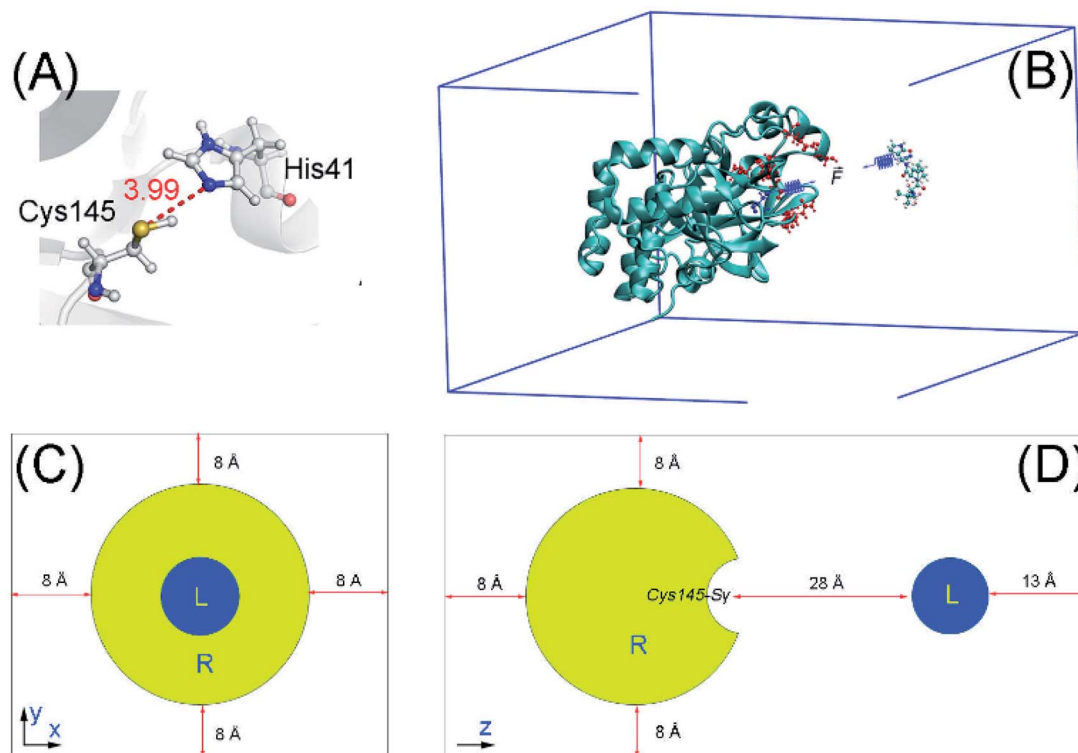 (A)
His41
3.99
Cys145
(B)
F
(C)
8 Å
8 Å
8 A
L
R
y
x
8 Å
(D)
8 Å
8 Å
Cys145-Sγ
28 Å
L
13 Å
R
z
8 Å